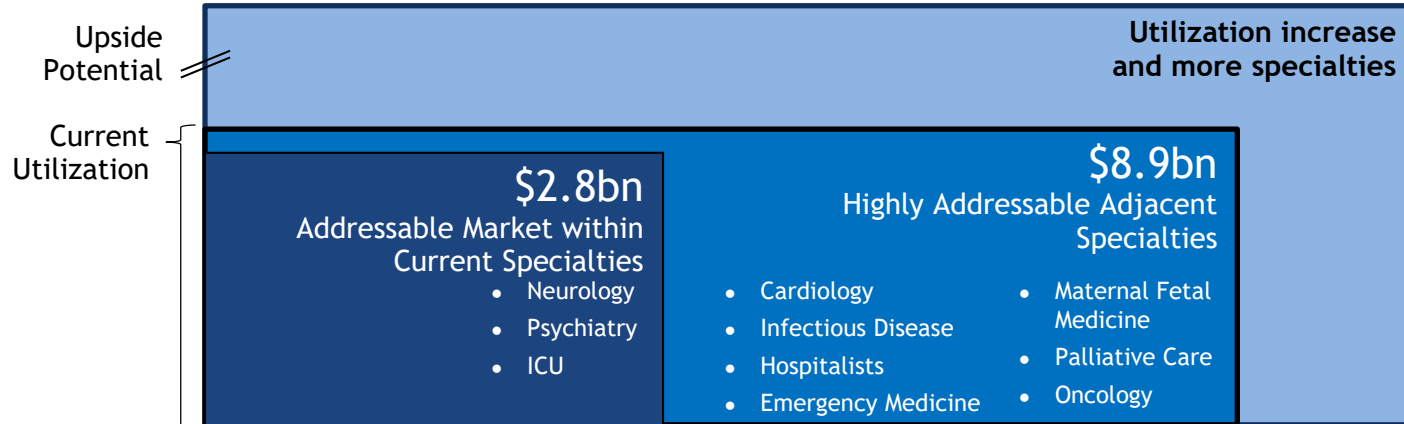 Upside
Potential
Utilization increase
and more specialties
Current
Utilization
$2.8bn
Addressable Market within
Current Specialties
● Neurology
● Psychiatry
● ICU
$8.9bn
Highly Addressable Adjacent
Specialties
● Cardiology
● Infectious Disease
● Hospitalists
● Emergency Medicine
● Maternal Fetal
Medicine
● Palliative Care
● Oncology